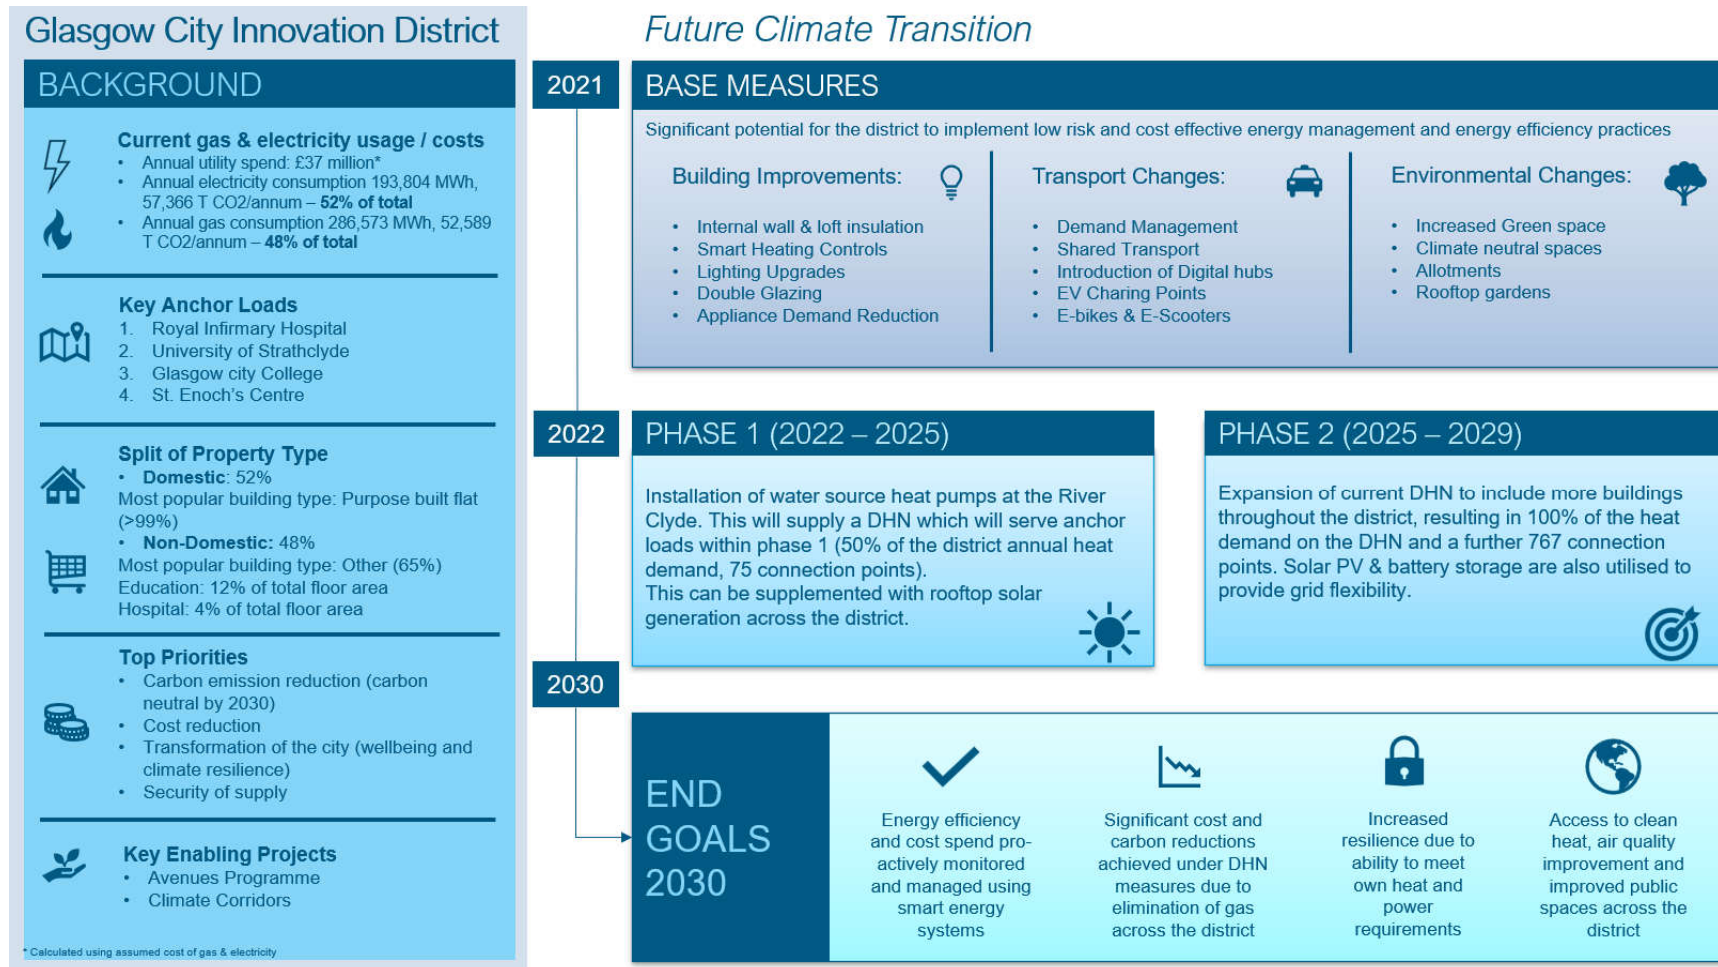 Glasgow City Innovation District
BACKGROUND
Current gas & electricity usage / costs
• Annual utility spend: £37 million*
• Annual electricity consumption 193,804 MWh,
57,366 T CO2/annum – 52% of total
• Annual gas consumption 286,573 MWh, 52,589
T CO2/annum – 48% of total
Key Anchor Loads
1. Royal Infirmary Hospital
2. University of Strathclyde
3. Glasgow city College
4. St. Enoch's Centre
Split of Property Type
• Domestic: 52%
Most popular building type: Purpose built flat
(>99%)
• Non-Domestic: 48%
Most popular building type: Other (65%)
Education: 12% of total floor area
Hospital: 4% of total floor area
Top Priorities
• Carbon emission reduction (carbon
neutral by 2030)
• Cost reduction
• Transformation of the city (wellbeing and
climate resilience)
• Security of supply
Key Enabling Projects
• Avenues Programme
• Climate Corridors
* Calculated using assumed cost of gas & electricity
Future Climate Transition
2021
BASE MEASURES
Significant potential for the district to implement low risk and cost effective energy management and energy efficiency practices
Building Improvements:
• Internal wall & loft insulation
• Smart Heating Controls
• Lighting Upgrades
• Double Glazing
• Appliance Demand Reduction
Transport Changes:
• Demand Management
• Shared Transport
• Introduction of Digital hubs
• EV Charing Points
• E-bikes & E-Scooters
Environmental Changes:
• Increased Green space
• Climate neutral spaces
• Allotments
• Rooftop gardens
2022
PHASE 1 (2022 – 2025)
Installation of water source heat pumps at the River
Clyde. This will supply a DHN which will serve anchor
loads within phase 1 (50% of the district annual heat
demand, 75 connection points).
This can be supplemented with rooftop solar
generation across the district.
PHASE 2 (2025 – 2029)
Expansion of current DHN to include more buildings
throughout the district, resulting in 100% of the heat
demand on the DHN and a further 767 connection
points. Solar PV & battery storage are also utilised to
provide grid flexibility.
2030
END
GOALS
2030
Energy efficiency
and cost spend pro-
actively monitored
and managed using
smart energy
systems
Significant cost and
carbon reductions
achieved under DHN
measures due to
elimination of gas
across the district
Increased
resilience due to
ability to meet
own heat and
power
requirements
Access to clean
heat, air quality
improvement and
improved public
spaces across the
district